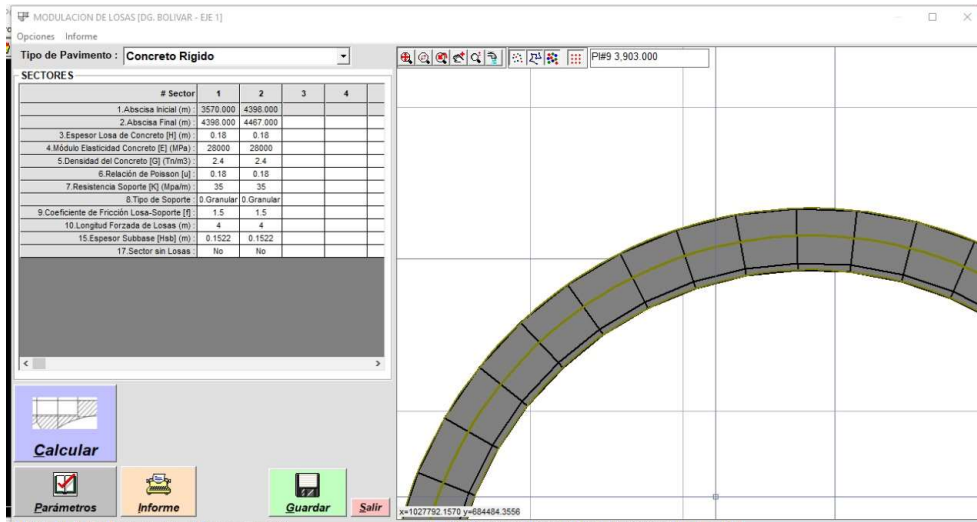 MODULACION DE LOSAS [DG. BOLIVAR - EJE 1]
Opciones Informe
Tipo de Pavimento : Concreto Rígido
PI#9 3,903.000
SECTORES
# Sector 1 2 3 4
1.Abscisa Inicial (m) : 3570.000 4398.000
2.Abscisa Final (m) : 4398.000 4467.000
3.Espesor Losa de Concreto [H] (m) : 0.18 0.18
4.Módulo Elasticidad Concreto [E] (MPa) : 28000 28000
5.Densidad del Concreto [G] (Tn/m3) : 2.4 2.4
6.Relación de Poisson [u] : 0.18 0.18
7.Resistencia Soporte [K] (Mpa/m) : 35 35
8.Tipo de Soporte : 0.Granular 0.Granular
9.Coeficiente de Fricción Losa-Soporte [f] : 1.5 1.5
10.Longitud Forzada de Losas (m) : 4 4
15.Espesor Subbase [Hsb] (m) : 0.1522 0.1522
17.Sector sin Losas : No No
Calcular
Parámetros
Informe
Guardar
Salir
x=1027792.1570 y=684484.3556